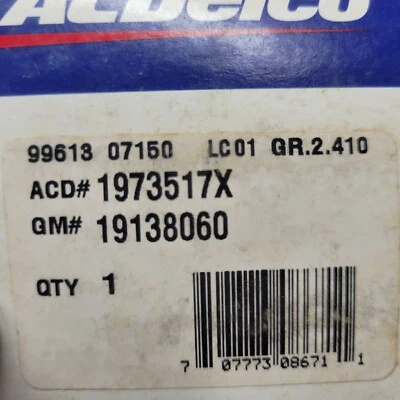 ACDelco
99613 07150 LC01 GR.2.410
ACD# 1973517X
GM# 19138060
QTY 1
7 07773 08671 1